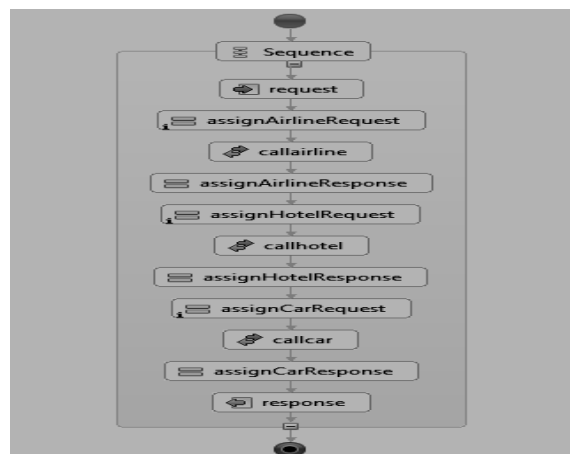 Sequence
request
assignAirlineRequest
callairline
assignAirlineResponse
assignHotelRequest
callhotel
assignHotelResponse
assignCarRequest
callcar
assignCarResponse
response